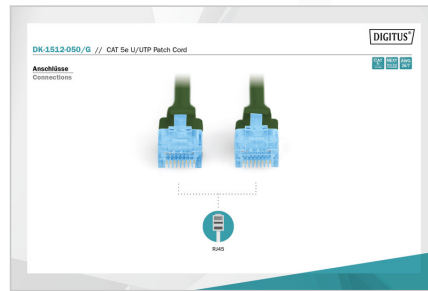 DIGITUS®
DK-1512-050/G // CAT 5e U/UTP Patch Cord
Anschlüsse
Connections
RJ45